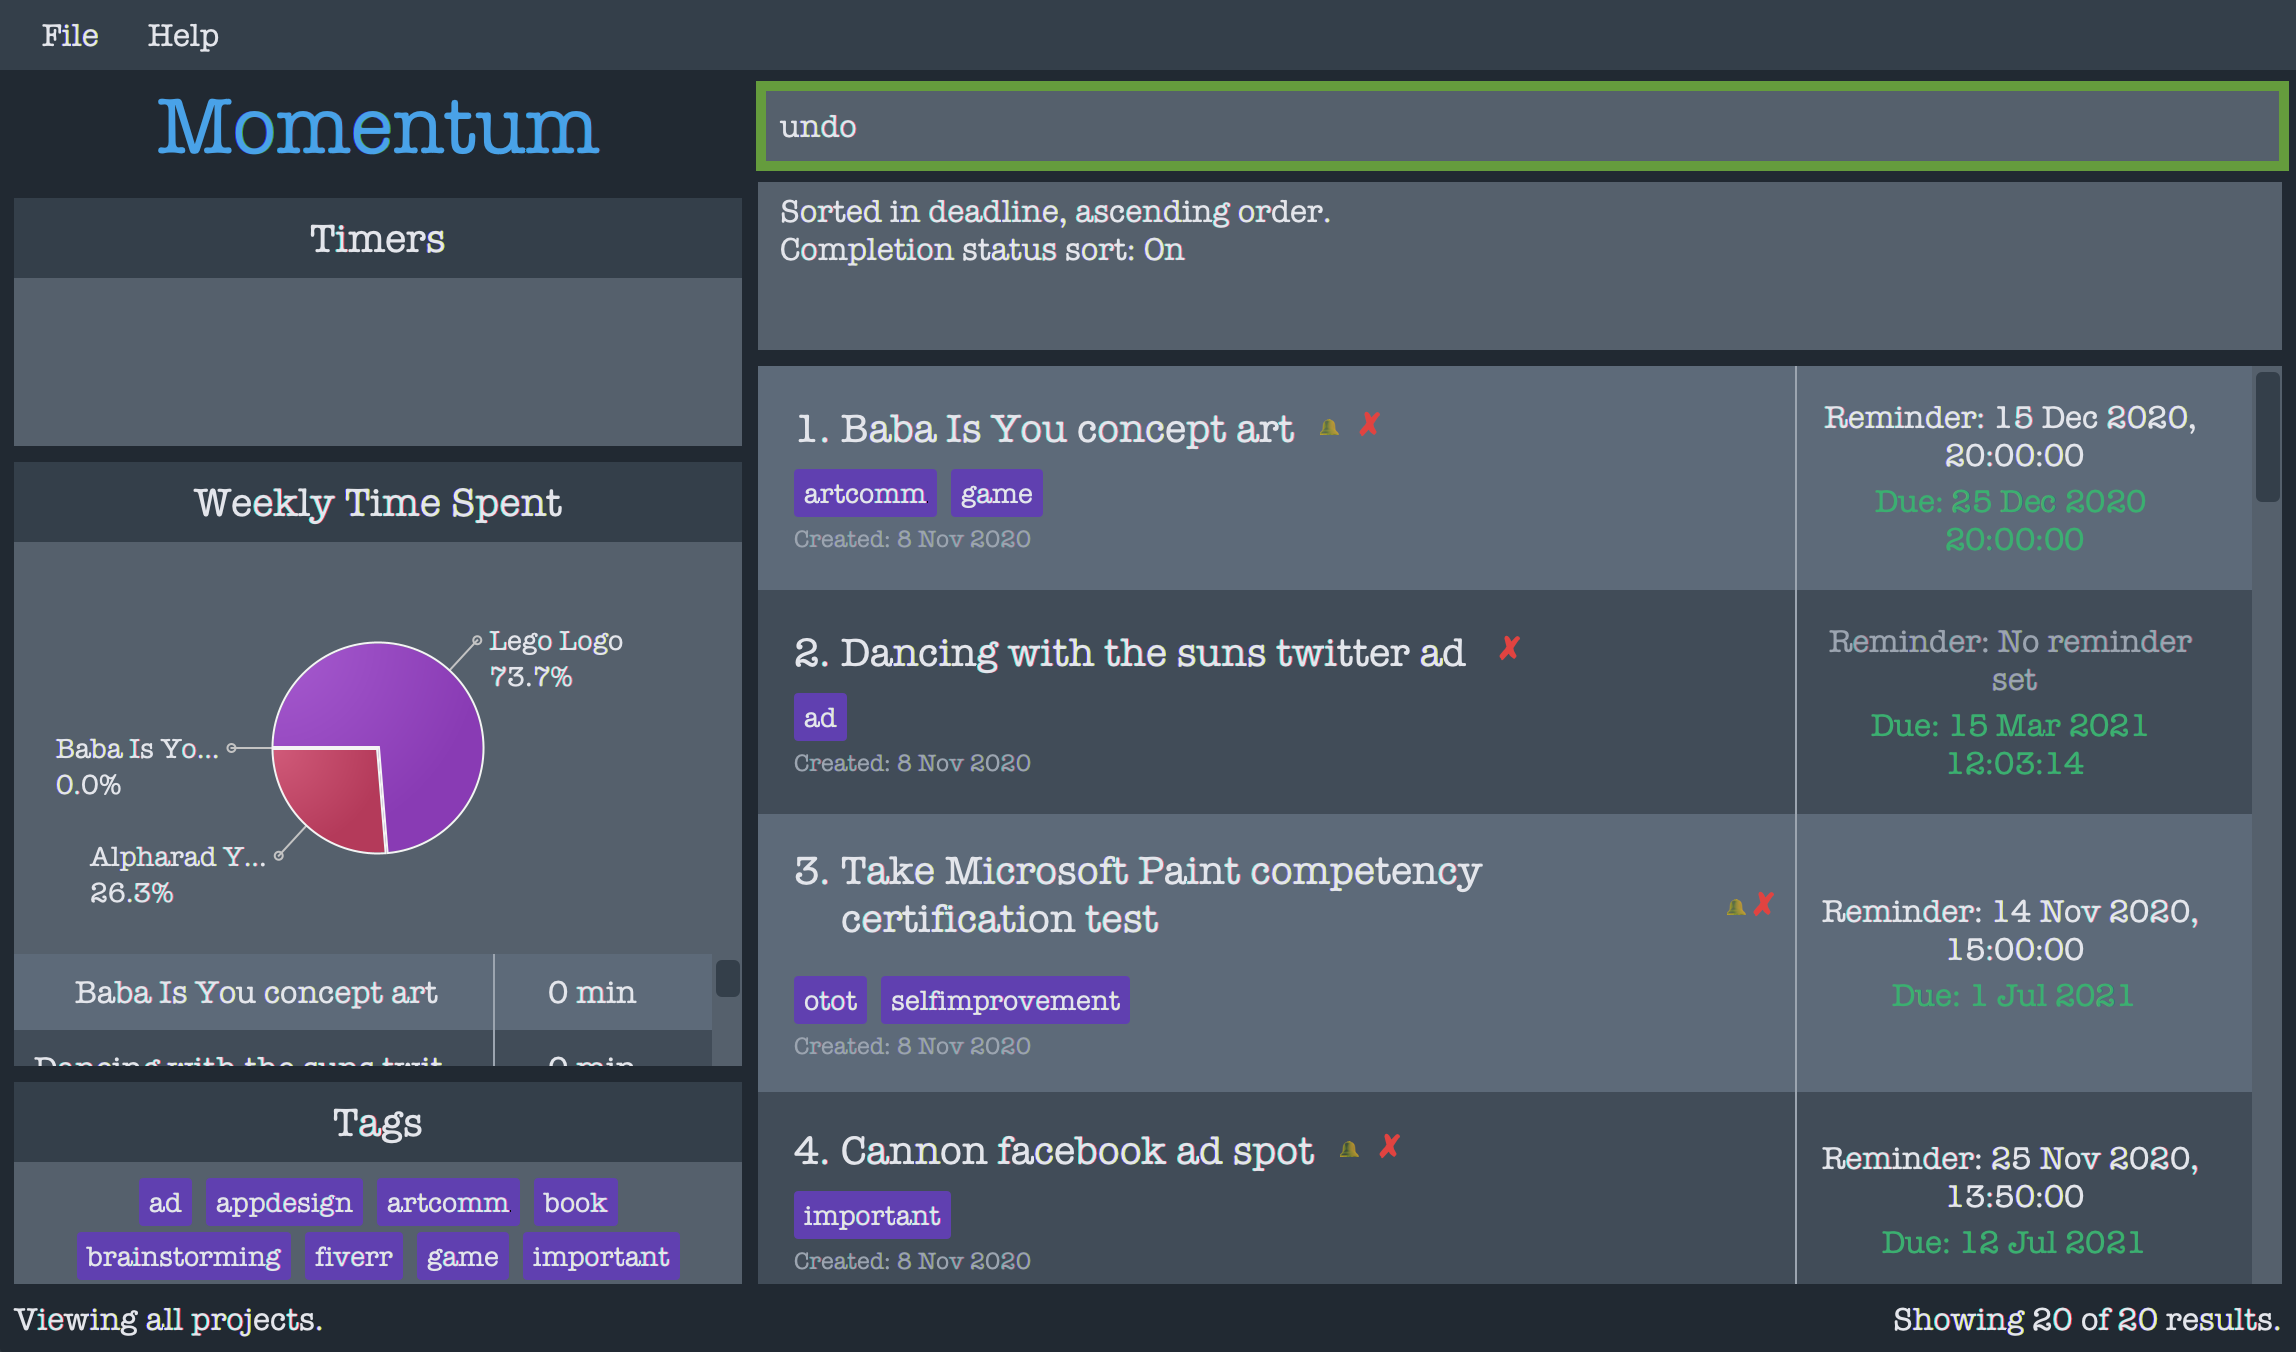 File Help
Momentum
undo
Sorted in deadline, ascending order.
Completion status sort: On
Timers
Weekly Time Spent
Lego Logo
73.7%
Baba Is Yo...
0.0%
Alpharad Y...
26.3%
Baba Is You concept art 0 min
Dancing with the suns twit 0 min
Tags
ad appdesign artcomm book
brainstorming fiverr game important
1. Baba Is You concept art
artcomm game
Created: 8 Nov 2020
Reminder: 15 Dec 2020,
20:00:00
Due: 25 Dec 2020
20:00:00
2. Dancing with the suns twitter ad
ad
Created: 8 Nov 2020
Reminder: No reminder
set
Due: 15 Mar 2021
12:03:14
3. Take Microsoft Paint competency
certification test
otot selfimprovement
Created: 8 Nov 2020
Reminder: 14 Nov 2020,
15:00:00
Due: 1 Jul 2021
4. Cannon facebook ad spot
important
Created: 8 Nov 2020
Reminder: 25 Nov 2020,
13:50:00
Due: 12 Jul 2021
Viewing all projects.
Showing 20 of 20 results.